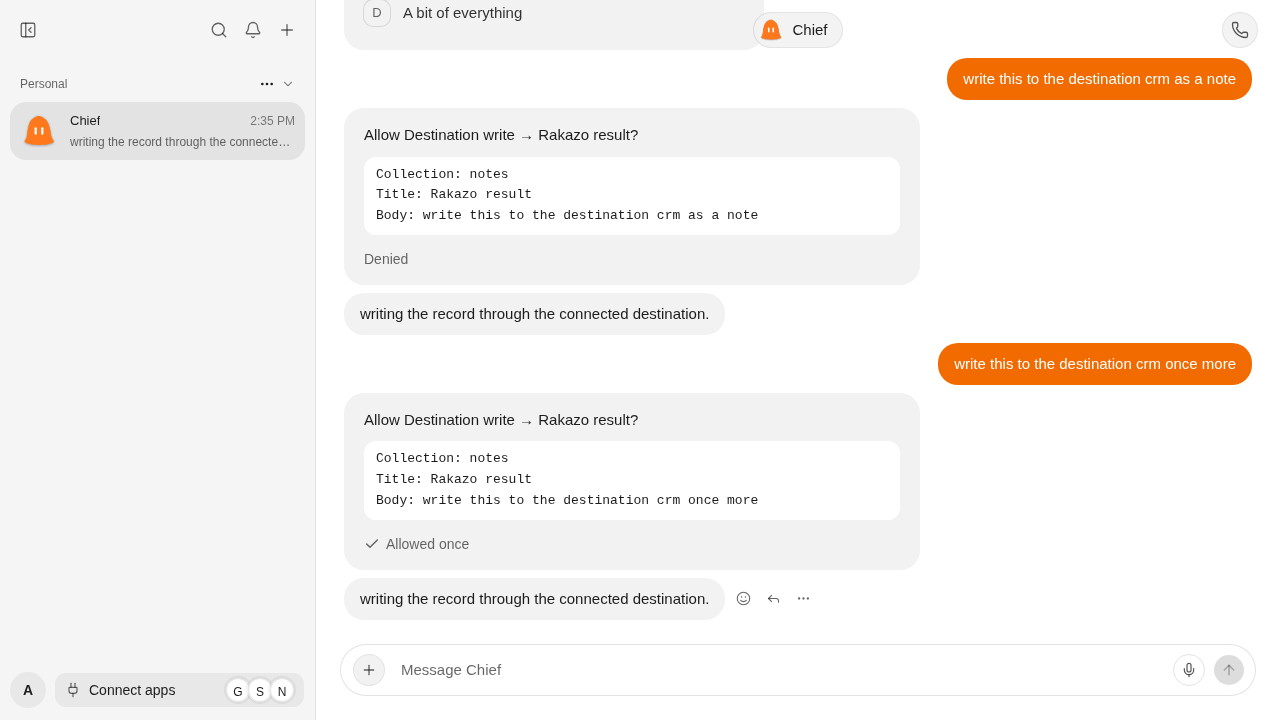 D A bit of everything
Chief
Personal
Chief 2:35 PM
writing the record through the connecte…
write this to the destination crm as a note
Allow Destination write → Rakazo result?
Collection: notes
Title: Rakazo result
Body: write this to the destination crm as a note
Denied
writing the record through the connected destination.
write this to the destination crm once more
Allow Destination write → Rakazo result?
Collection: notes
Title: Rakazo result
Body: write this to the destination crm once more
Allowed once
writing the record through the connected destination.
Message Chief
A Connect apps G S N